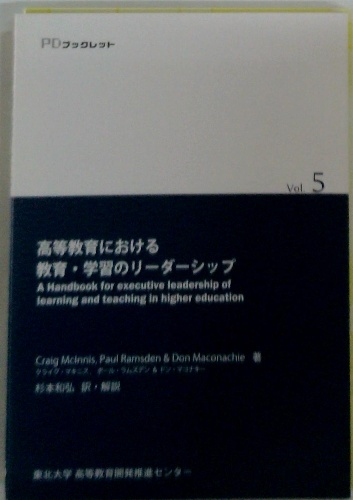 PDブックレット
Vol. 5
高等教育における
教育・学習のリーダーシップ
A Handbook for executive leadership of
learning and teaching in higher education
Craig McInnis, Paul Ramsden & Don Maconachie 著
クライグ・マキニス、 ポール・ラムズデン & ドン・マコナキー
杉本和弘 訳・解説
東北大学 高等教育開発推進センター